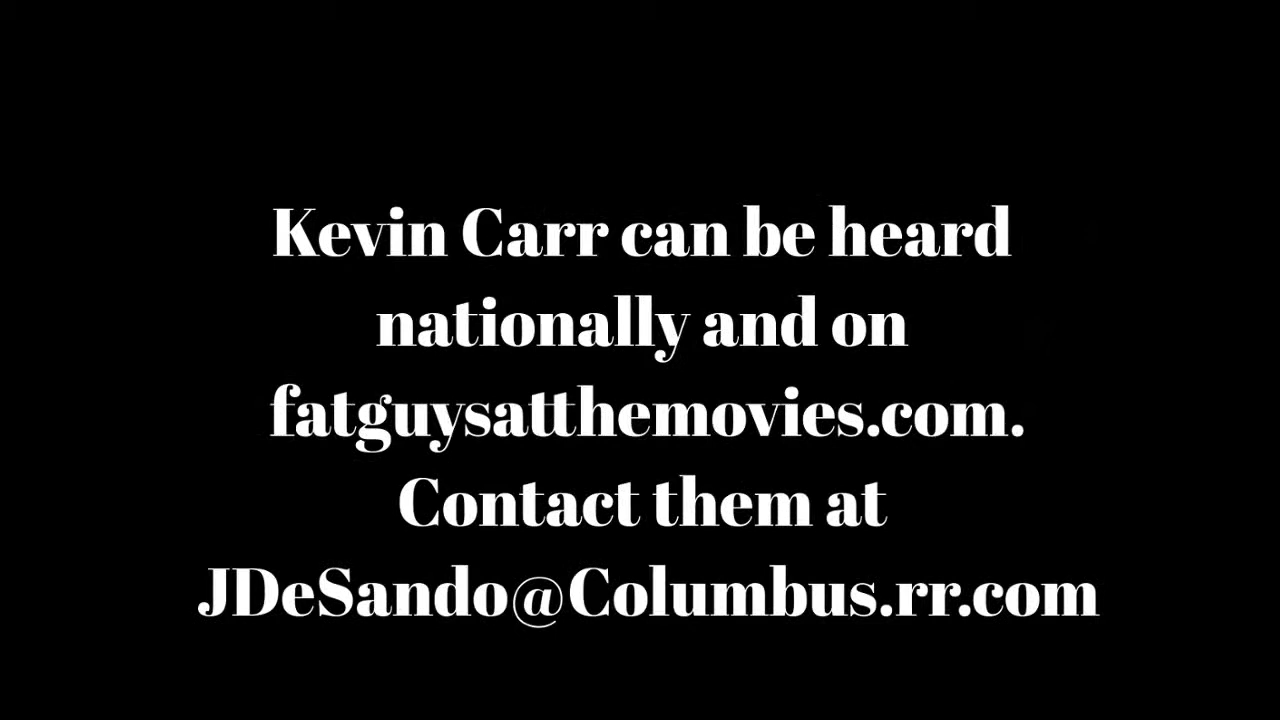 Kevin Carr can be heard
nationally and on
fatguysatthemovies.com.
Contact them at
JDeSando@Columbus.rr.com